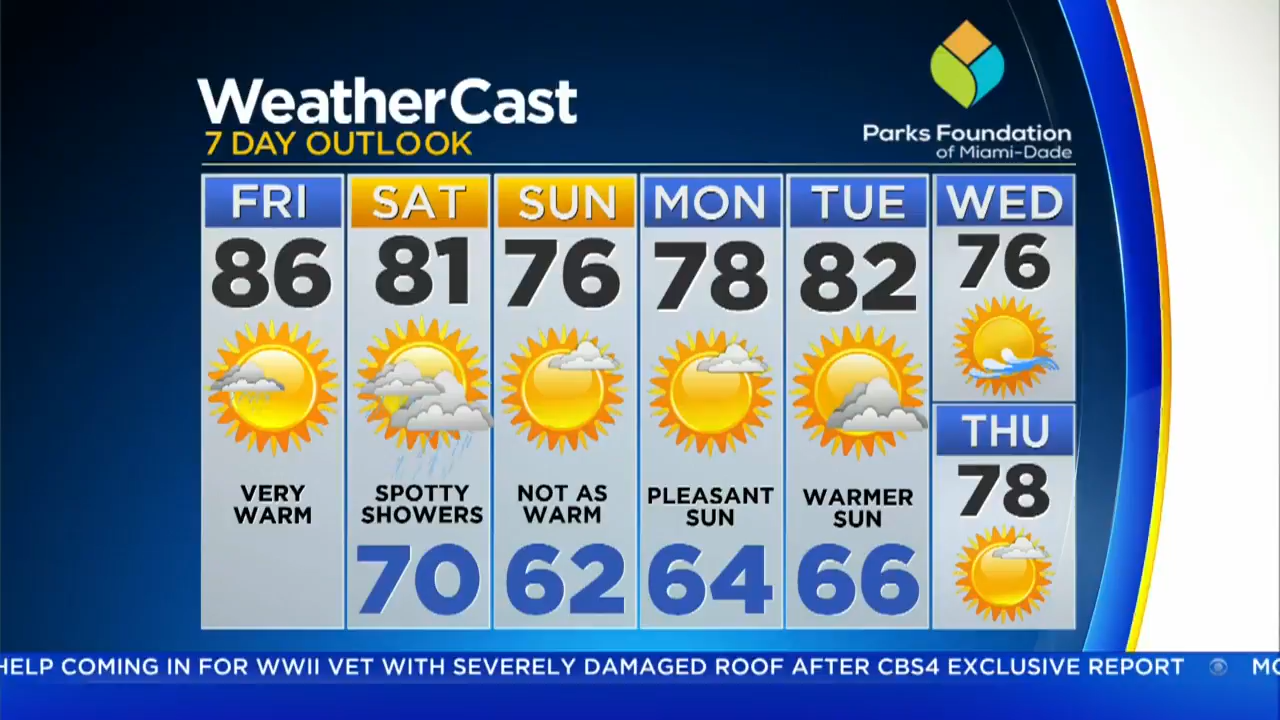 WeatherCast
7 DAY OUTLOOK
Parks Foundation
of Miami-Dade
FRI
86
VERY
WARM
SAT
81
SPOTTY
SHOWERS
70
SUN
76
NOT AS
WARM
62
MON
78
PLEASANT
SUN
64
TUE
82
WARMER
SUN
66
WED
76
THU
78
HELP COMING IN FOR WWII VET WITH SEVERELY DAMAGED ROOF AFTER CBS4 EXCLUSIVE REPORT